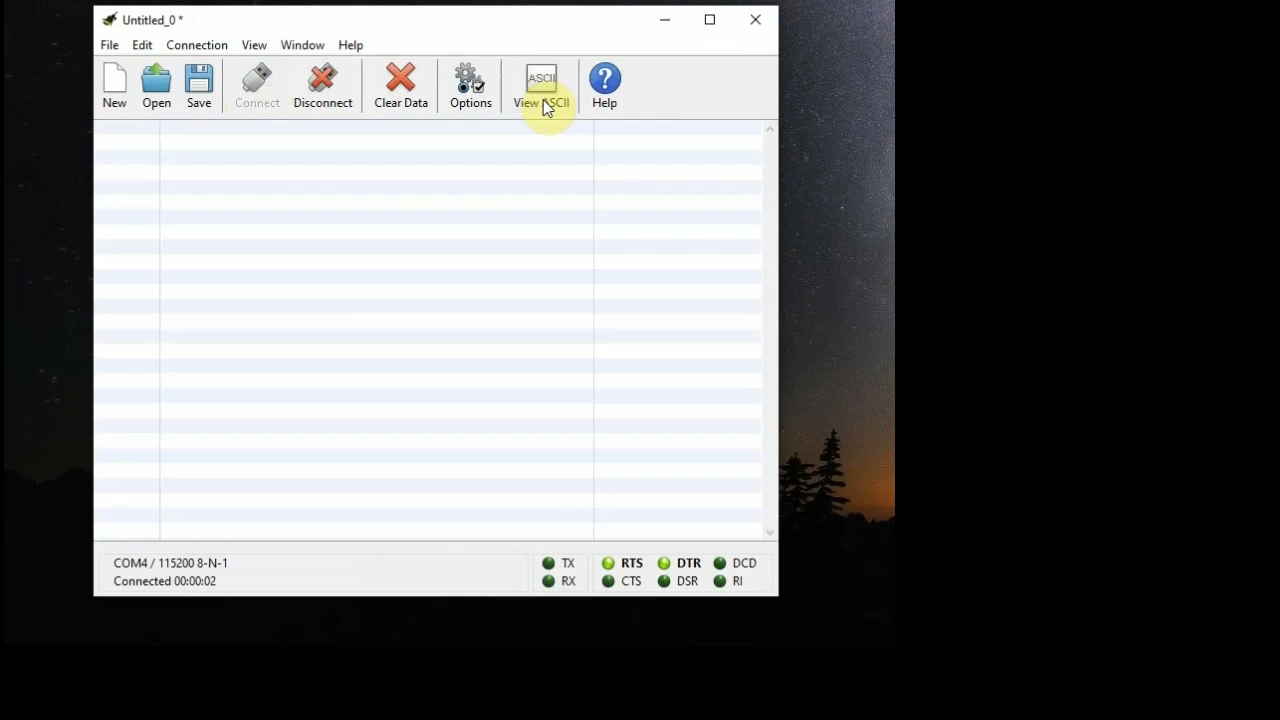 Untitled_0 *
File Edit Connection View Window Help
ASCII
New Open Save Connect Disconnect Clear Data Options View ASCII Help
COM4 / 115200 8-N-1 TX RTS DTR DCD
Connected 00:00:02 RX CTS DSR RI